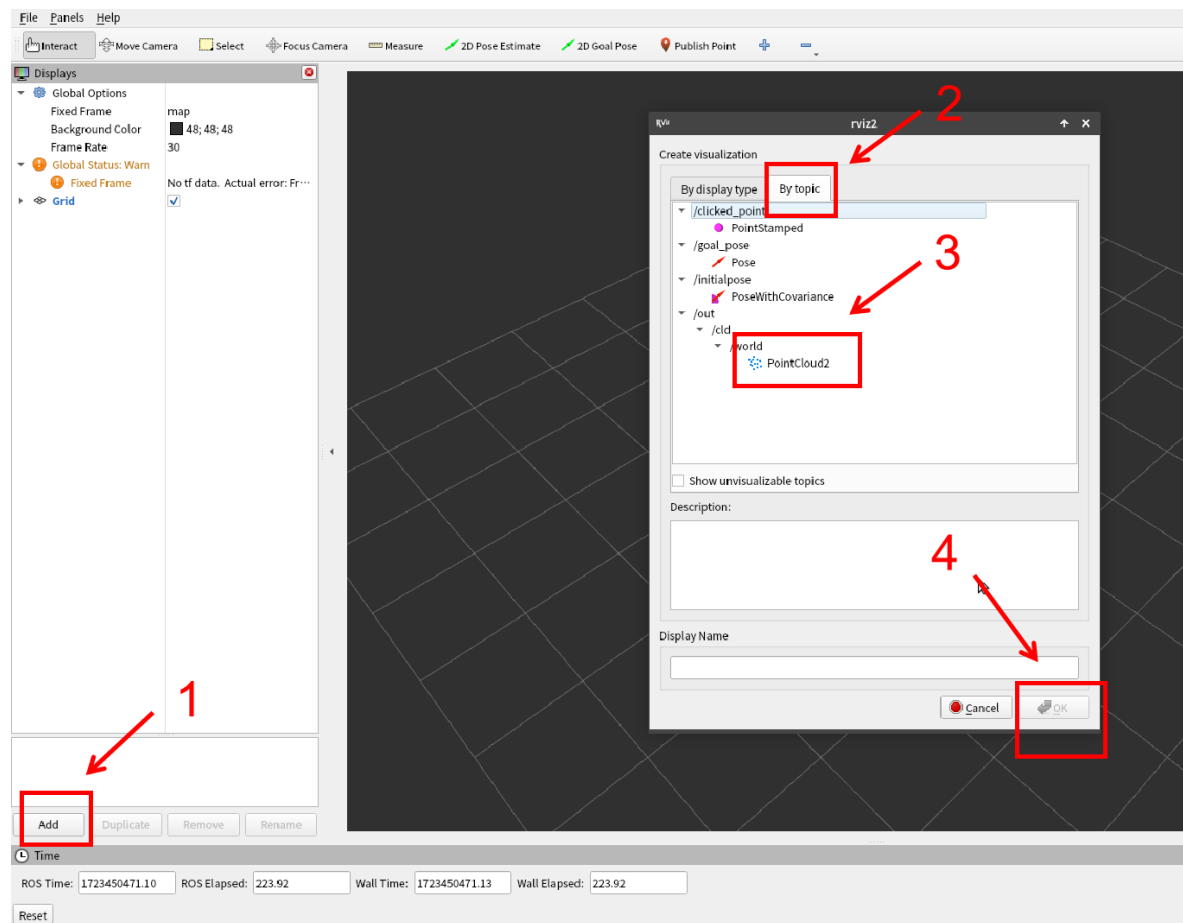 File Panels Help
Interact Move Camera Select Focus Camera Measure 2D Pose Estimate 2D Goal Pose Publish Point
Displays
Global Options
Fixed Frame map
Background Color 48; 48; 48
Frame Rate 30
Global Status: Warn
Fixed Frame No tf data. Actual error: Fr···
Grid
1
Add Duplicate Remove Rename
RViz rviz2
2
Create visualization
By display type By topic
/clicked_point
PointStamped
/goal_pose
Pose
3
/initialpose
PoseWithCovariance
/out
/cld
/world
PointCloud2
Show unvisualizable topics
Description:
4
Display Name
Cancel OK
Time
ROS Time: 1723450471.10 ROS Elapsed: 223.92 Wall Time: 1723450471.13 Wall Elapsed: 223.92
Reset